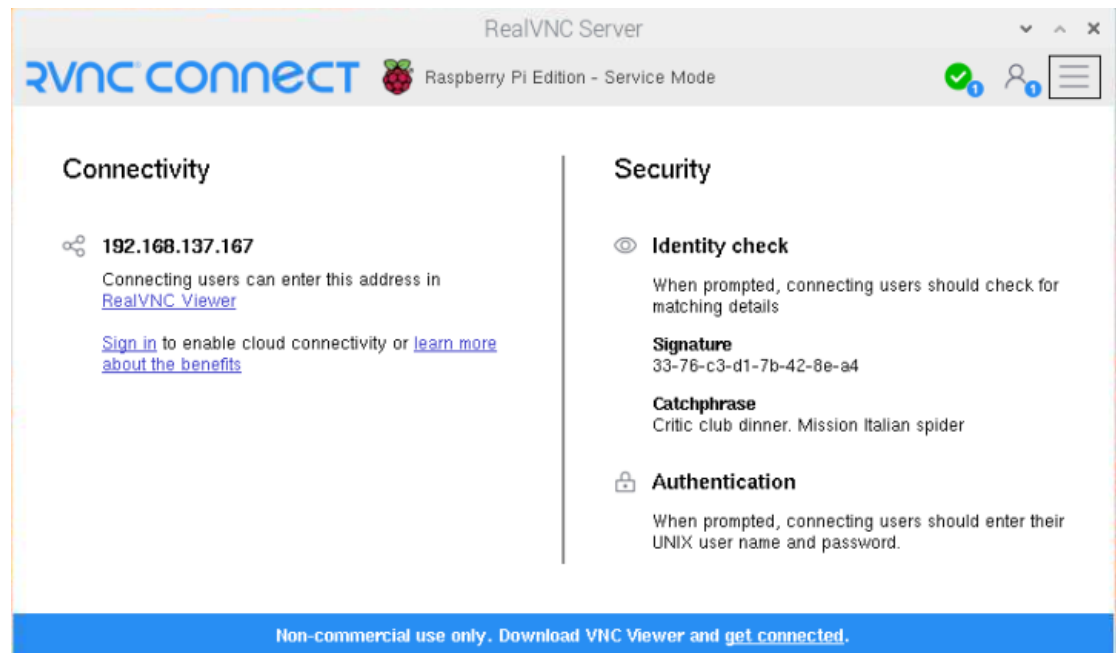 RealVNC Server
RVNC CONNECT Raspberry Pi Edition - Service Mode
1 1
Connectivity
192.168.137.167
Connecting users can enter this address in
RealVNC Viewer
Sign in to enable cloud connectivity or learn more
about the benefits
Security
Identity check
When prompted, connecting users should check for
matching details
Signature
33-76-c3-d1-7b-42-8e-a4
Catchphrase
Critic club dinner. Mission Italian spider
Authentication
When prompted, connecting users should enter their
UNIX user name and password.
Non-commercial use only. Download VNC Viewer and get connected.